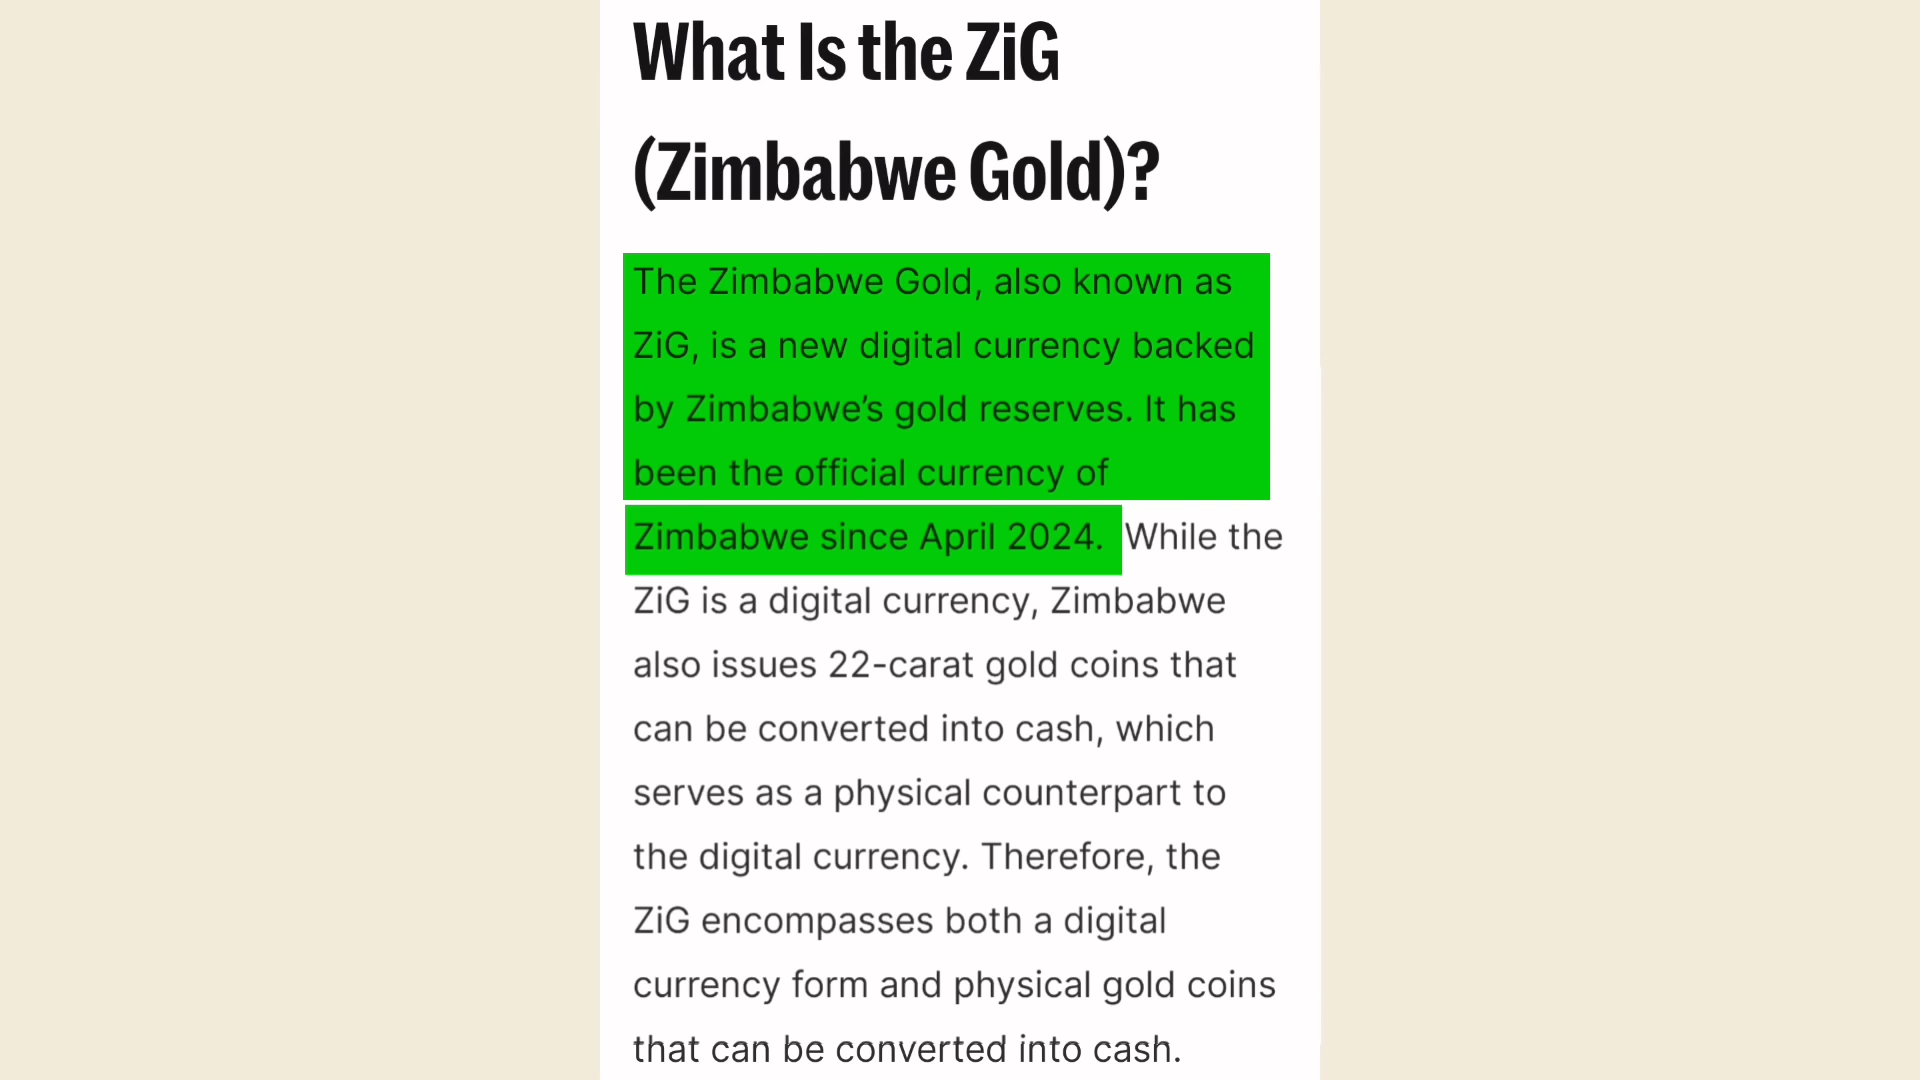 What Is the ZiG
(Zimbabwe Gold)?
The Zimbabwe Gold, also known as
ZiG, is a new digital currency backed
by Zimbabwe’s gold reserves. It has
been the official currency of
Zimbabwe since April 2024. While the
ZiG is a digital currency, Zimbabwe
also issues 22-carat gold coins that
can be converted into cash, which
serves as a physical counterpart to
the digital currency. Therefore, the
ZiG encompasses both a digital
currency form and physical gold coins
that can be converted into cash.